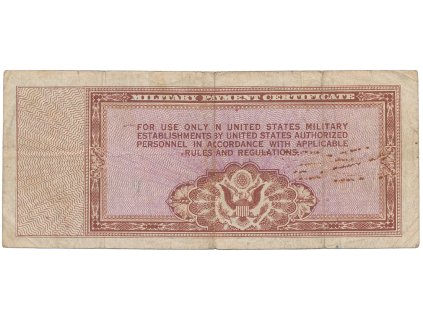 MILITARY PAYMENT CERTIFICATE
FOR USE ONLY IN UNITED STATES MILITARY
ESTABLISHMENTS BY UNITED STATES AUTHORIZED
PERSONNEL IN ACCORDANCE WITH APPLICABLE
RULES AND REGULATIONS.